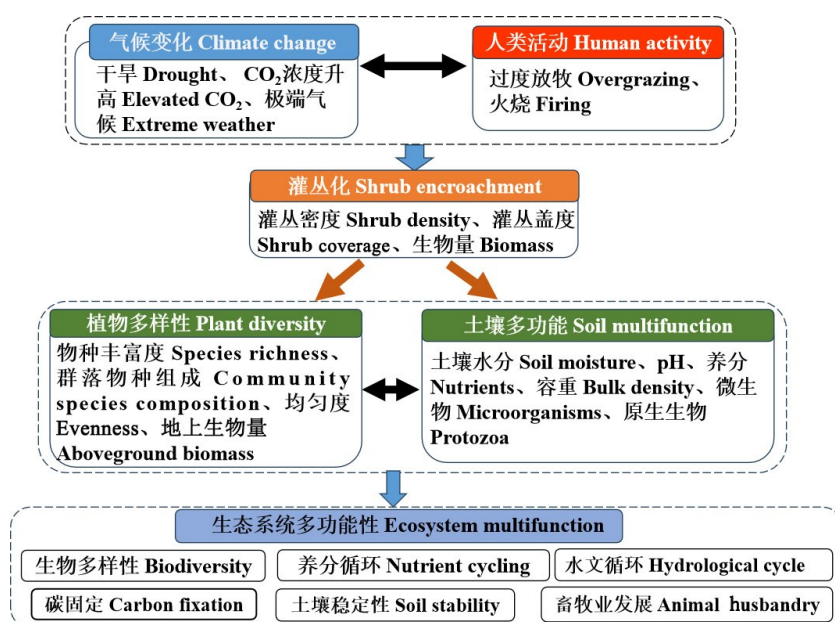 气候变化 Climate change
干旱 Drought、CO₂浓度升
高 Elevated CO₂、极端气
候 Extreme weather
人类活动 Human activity
过度放牧 Overgrazing、
火烧 Firing
灌丛化 Shrub encroachment
灌丛密度 Shrub density、灌丛盖度
Shrub coverage、生物量 Biomass
植物多样性 Plant diversity
物种丰富度 Species richness、
群落物种组成 Community
species composition、均匀度
Evenness、地上生物量
Aboveground biomass
土壤多功能 Soil multifunction
土壤水分 Soil moisture、pH、养分
Nutrients、容重 Bulk density、微生
物 Microorganisms、原生生物
Protozoa
生态系统多功能性 Ecosystem multifunction
生物多样性 Biodiversity
养分循环 Nutrient cycling
水文循环 Hydrological cycle
碳固定 Carbon fixation
土壤稳定性 Soil stability
畜牧业发展 Animal husbandry